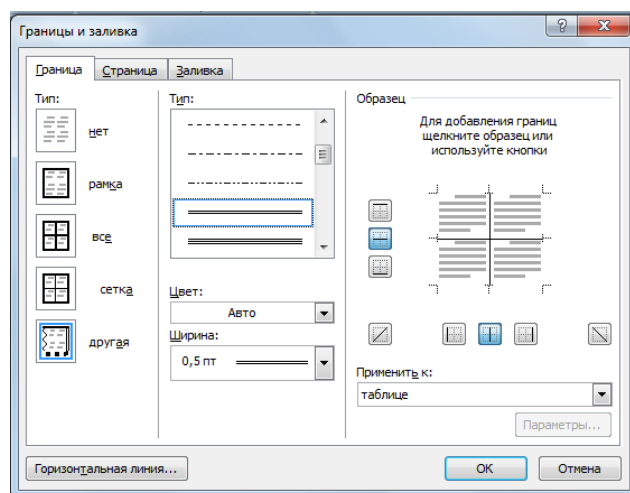 Границы и заливка
Граница
Страница
Заливка
Тип:
нет
рамка
все
сетка
другая
Тип:
Цвет:
Авто
Ширина:
0,5 пт
Образец
Для добавления границ
щелкните образец или
используйте кнопки
Применить к:
таблице
Параметры...
Горизонтальная линия...
ОК
Отмена